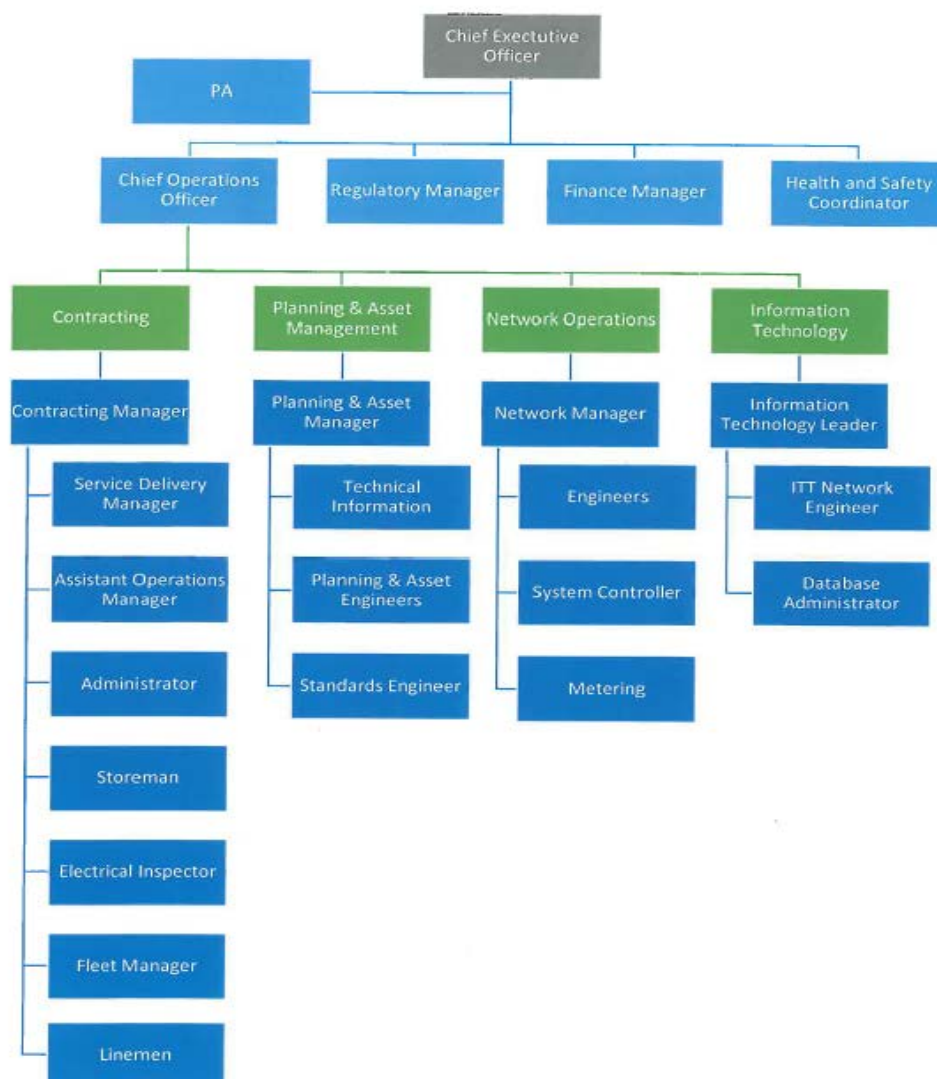 Chief Exectutive
Officer
PA
Chief Operations
Officer
Regulatory Manager
Finance Manager
Health and Safety
Coordinator
Contracting
Planning & Asset
Management
Network Operations
Information
Technology
Contracting Manager
Planning & Asset
Manager
Network Manager
Information
Technology Leader
Service Delivery
Manager
Technical
Information
Engineers
ITT Network
Engineer
Assistant Operations
Manager
Planning & Asset
Engineers
System Controller
Database
Administrator
Administrator
Standards Engineer
Metering
Storeman
Electrical Inspector
Fleet Manager
Linemen